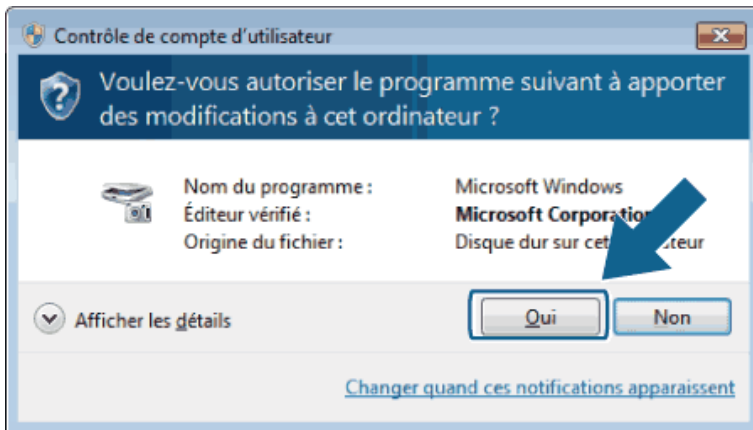 Contrôle de compte d'utilisateur
Voulez-vous autoriser le programme suivant à apporter
des modifications à cet ordinateur ?
Nom du programme : Microsoft Windows
Éditeur vérifié : Microsoft Corporation
Origine du fichier : Disque dur sur cet
Afficher les détails
Oui Non
Changer quand ces notifications apparaissent